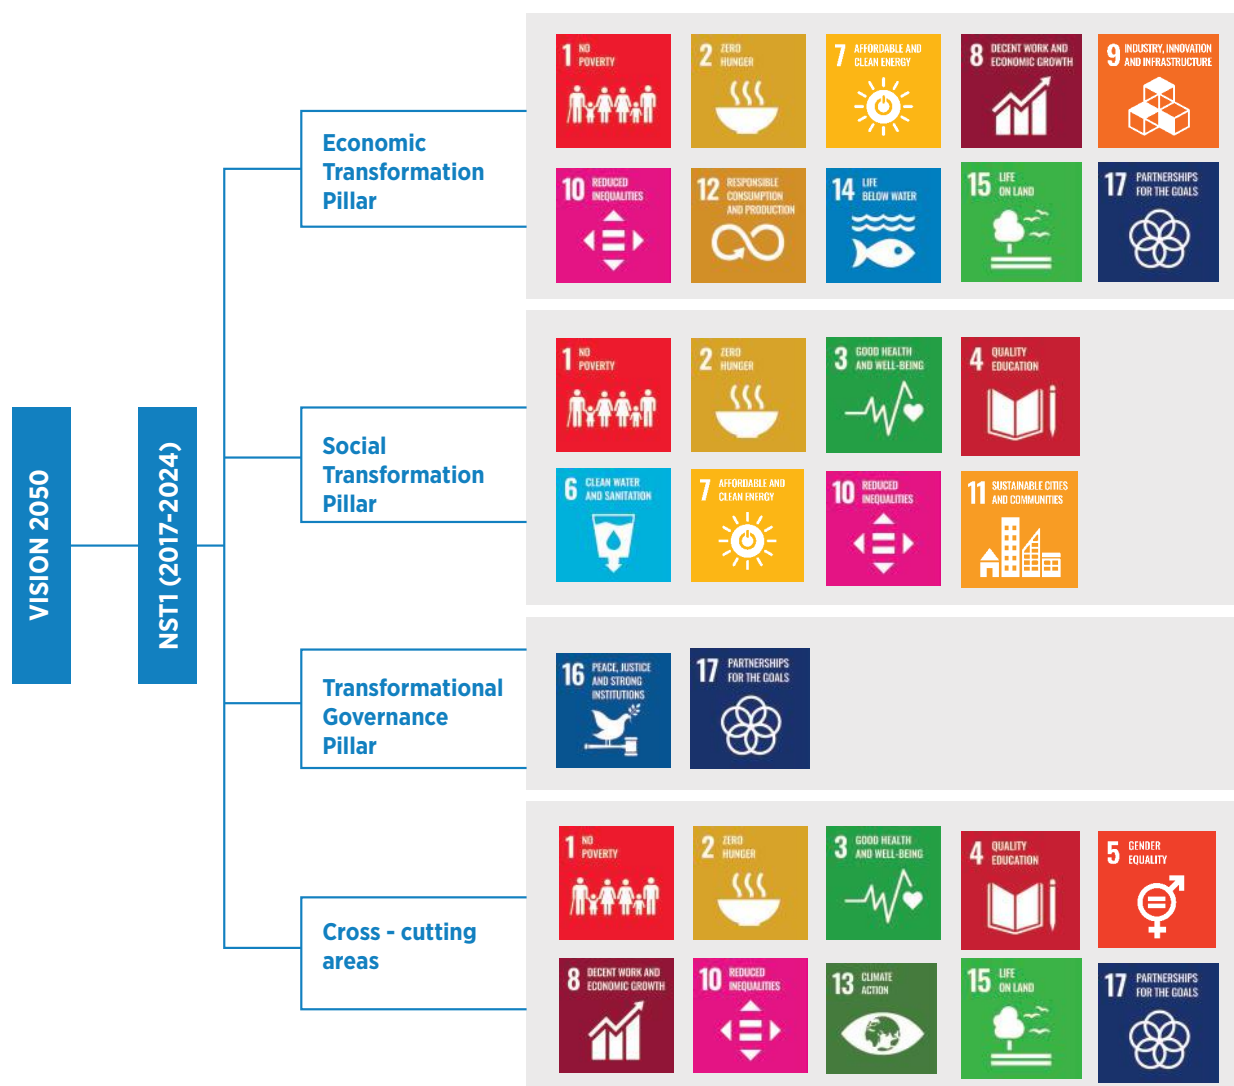 VISION 2050
NST1 (2017-2024)
Economic
Transformation
Pillar
1 NO
POVERTY
2 ZERO
HUNGER
7 AFFORDABLE AND
CLEAN ENERGY
8 DECENT WORK AND
ECONOMIC GROWTH
9 INDUSTRY, INNOVATION
AND INFRASTRUCTURE
10 REDUCED
INEQUALITIES
12 RESPONSIBLE
CONSUMPTION
AND PRODUCTION
14 LIFE
BELOW WATER
15 LIFE
ON LAND
17 PARTNERSHIPS
FOR THE GOALS
Social
Transformation
Pillar
1 NO
POVERTY
2 ZERO
HUNGER
3 GOOD HEALTH
AND WELL-BEING
4 QUALITY
EDUCATION
6 CLEAN WATER
AND SANITATION
7 AFFORDABLE AND
CLEAN ENERGY
10 REDUCED
INEQUALITIES
11 SUSTAINABLE CITIES
AND COMMUNITIES
Transformational
Governance
Pillar
16 PEACE, JUSTICE
AND STRONG
INSTITUTIONS
17 PARTNERSHIPS
FOR THE GOALS
Cross - cutting
areas
1 NO
POVERTY
2 ZERO
HUNGER
3 GOOD HEALTH
AND WELL-BEING
4 QUALITY
EDUCATION
5 GENDER
EQUALITY
8 DECENT WORK AND
ECONOMIC GROWTH
10 REDUCED
INEQUALITIES
13 CLIMATE
ACTION
15 LIFE
ON LAND
17 PARTNERSHIPS
FOR THE GOALS